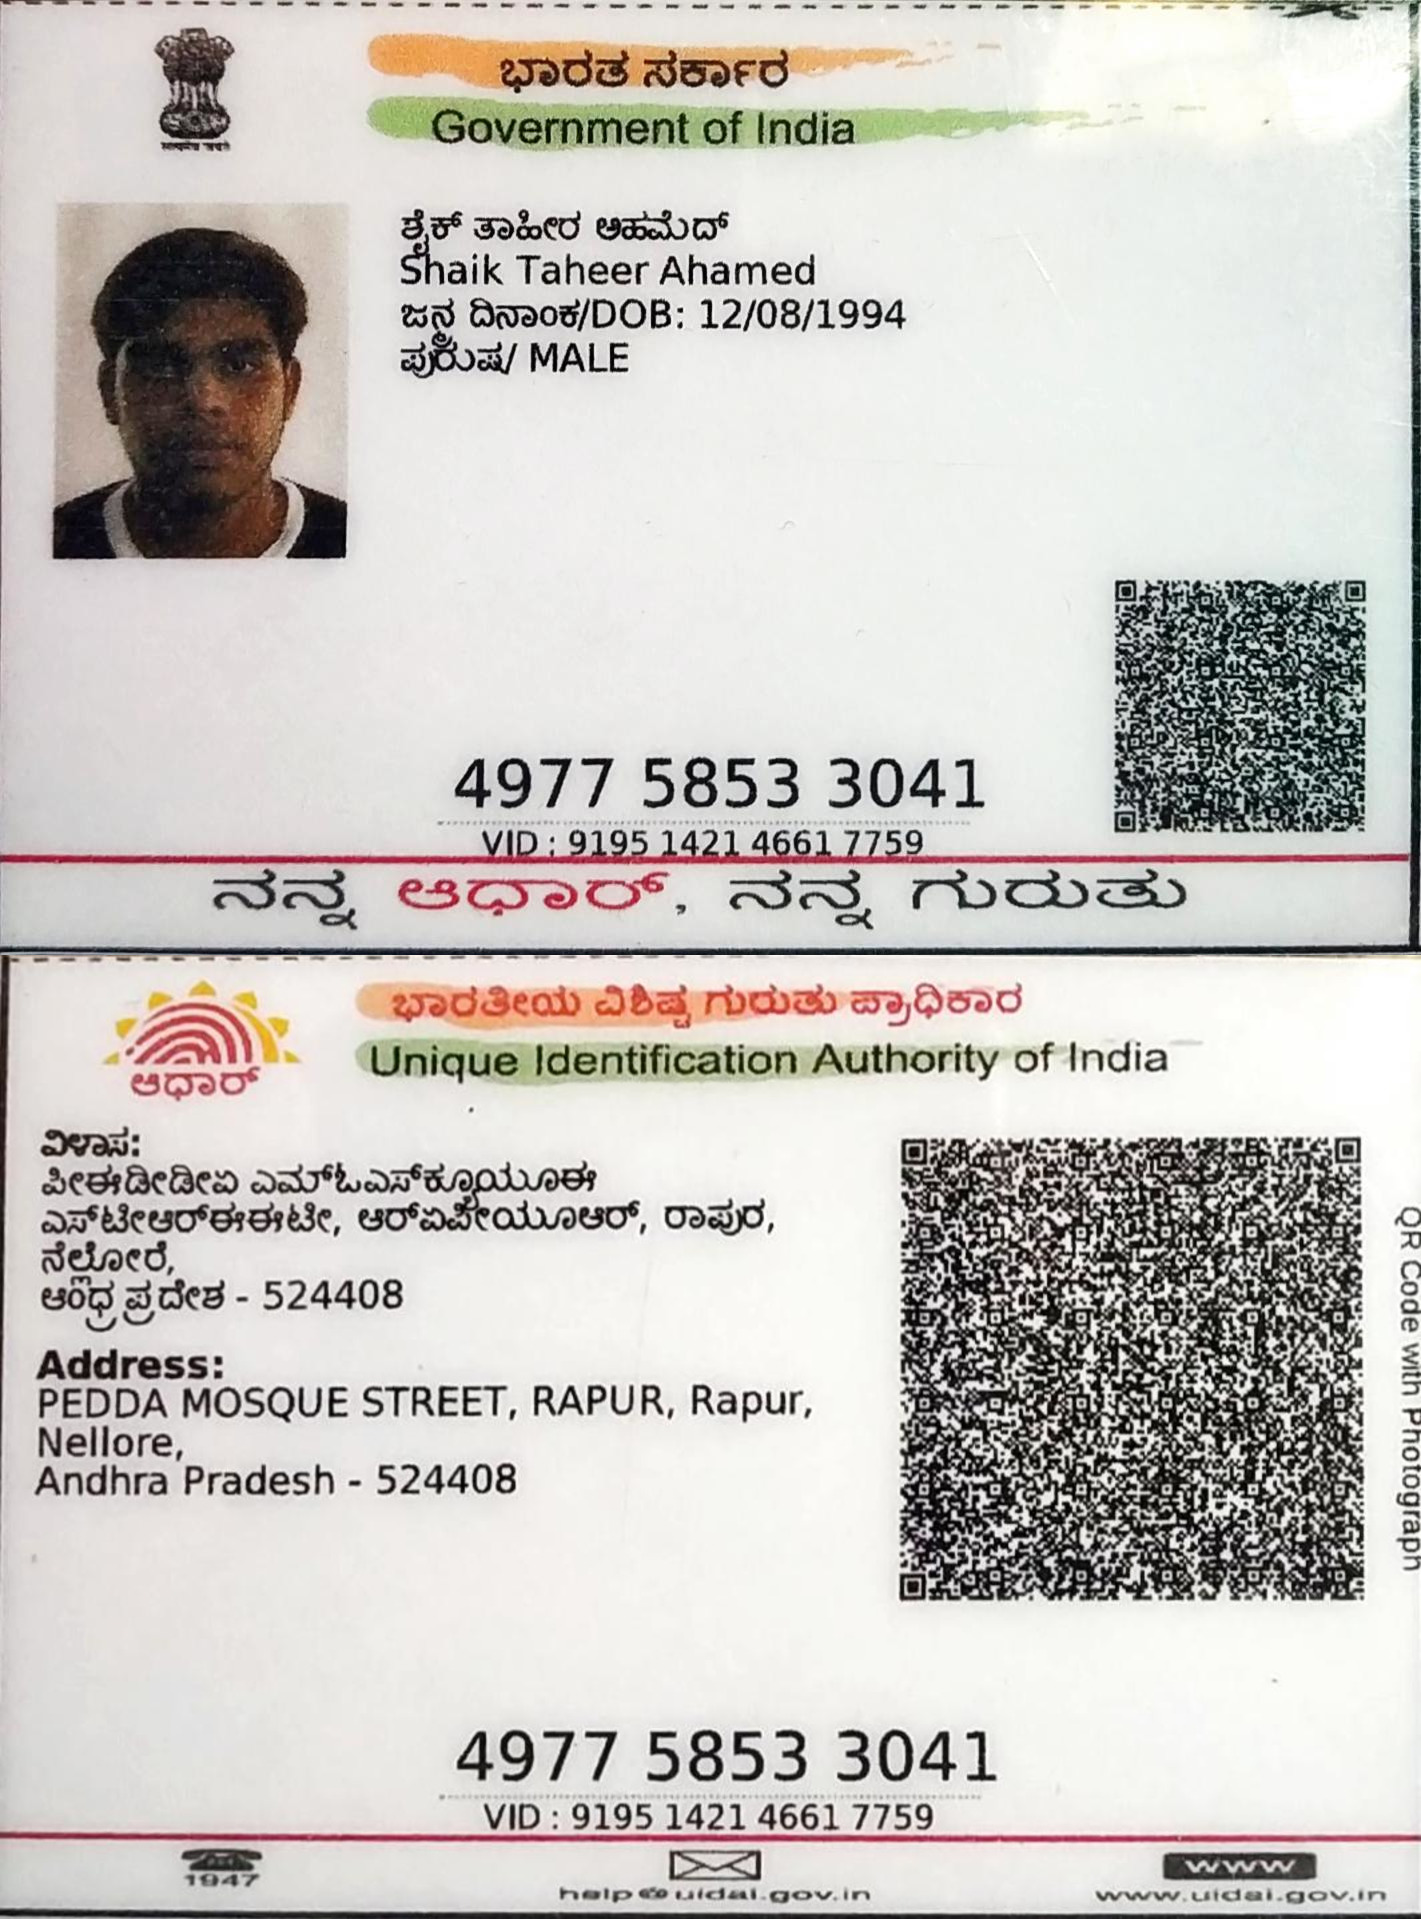 ಭಾರತ ಸರ್ಕಾರ
Government of India
ಶೈಕ್ ತಾಹೀರ ಅಹಮೆದ್
Shaik Taheer Ahamed
ಜನ್ಮ ದಿನಾಂಕ/DOB: 12/08/1994
ಪುರುಷ/ MALE
4977 5853 3041
VID : 9195 1421 4661 7759
ನನ್ನ ಆಧಾರ್, ನನ್ನ ಗುರುತು
ಭಾರತೀಯ ವಿಶಿಷ್ಟ ಗುರುತು ಪ್ರಾಧಿಕಾರ
Unique Identification Authority of India
ಆಧಾರ್
ವಿಳಾಸ:
ಪೀಈಡೀಡೀಏ ಎಮ್ಓಎಸ್ಕ್ಯೂಯೂಈ
ಎಸ್ಟೀಆರ್ಈಈಟೀ, ಆರ್ಏಪೀಯೂಆರ್, ರಾಪುರ,
ನೆಲ್ಲೋರೆ,
ಆಂಧ್ರ ಪ್ರದೇಶ - 524408
Address:
PEDDA MOSQUE STREET, RAPUR, Rapur,
Nellore,
Andhra Pradesh - 524408
QR Code with Photograph
4977 5853 3041
VID : 9195 1421 4661 7759
1947
help@uidai.gov.in
www
www.uidai.gov.in